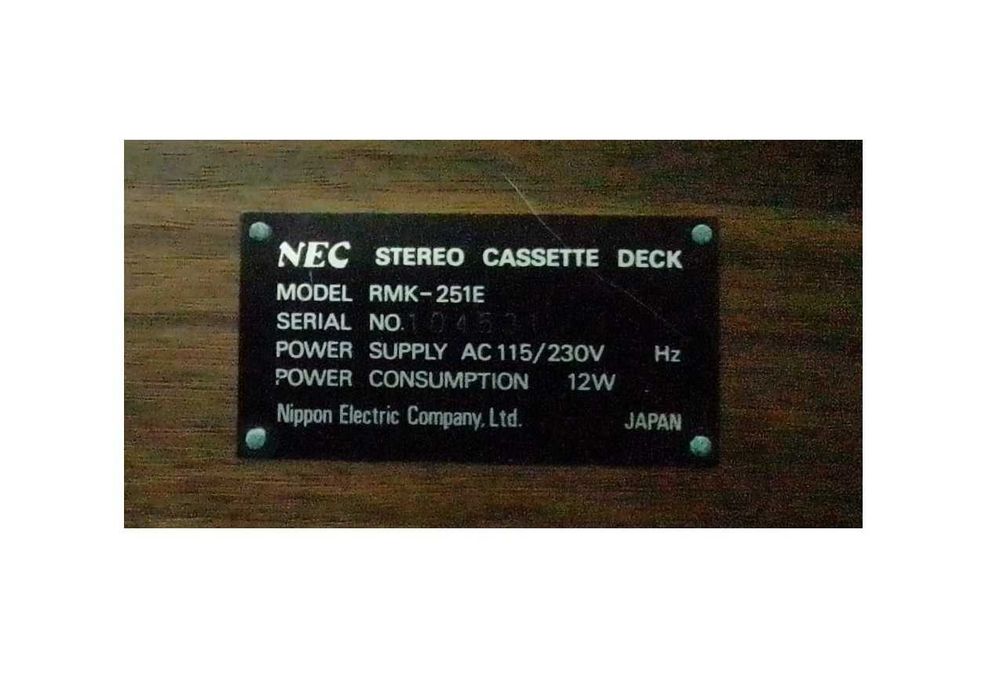 NEC STEREO CASSETTE DECK
MODEL RMK-251E
SERIAL NO.
POWER SUPPLY AC 115/230V Hz
POWER CONSUMPTION 12W
Nippon Electric Company, Ltd. JAPAN